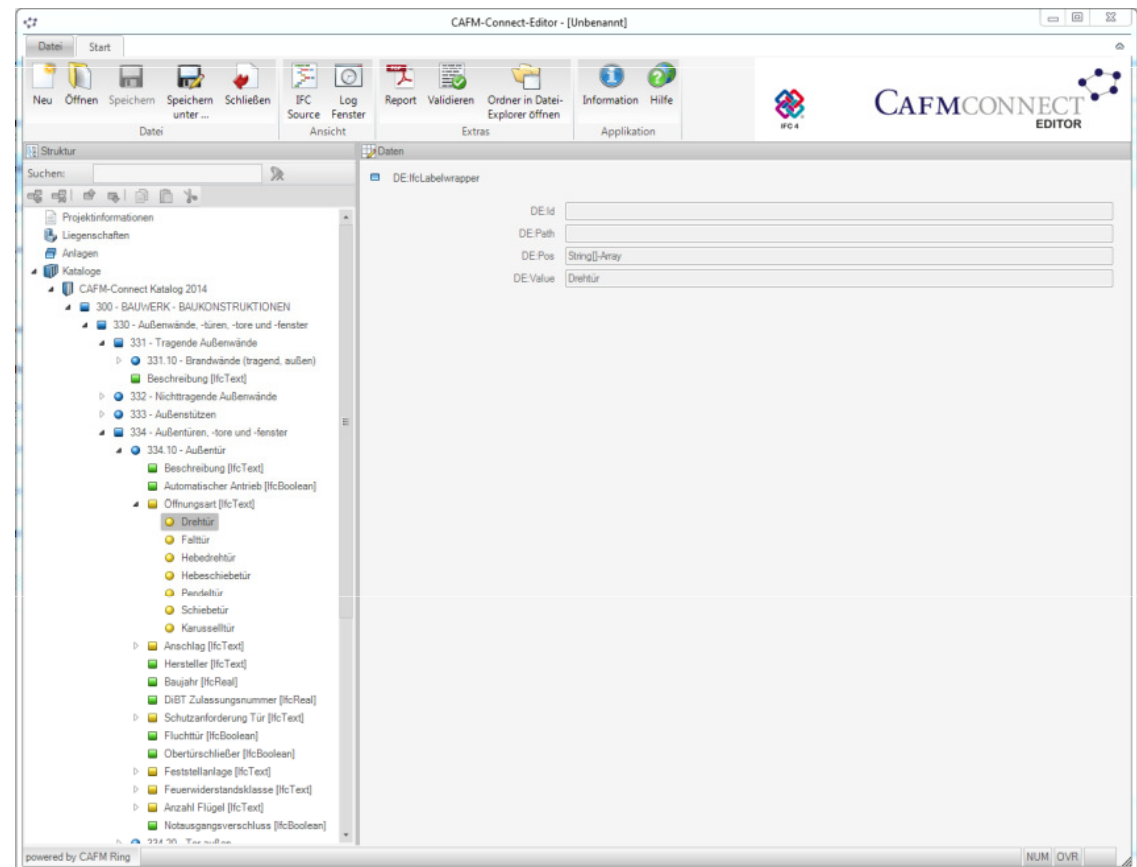 CAFM-Connect-Editor - [Unbenannt]
Datei Start
Neu Öffnen Speichern Speichern unter ... Schließen IFC Source Log Fenster Report Validieren Ordner in Datei-Explorer öffnen Information Hilfe
Datei Ansicht Extras Applikation
IFC 4
CAFMCONNECT
EDITOR
Struktur
Suchen:
Projektinformationen
Liegenschaften
Anlagen
Kataloge
CAFM-Connect Katalog 2014
300 - BAUWERK - BAUKONSTRUKTIONEN
330 - Außenwände, -türen, -tore und -fenster
331 - Tragende Außenwände
331.10 - Brandwände (tragend, außen)
Beschreibung [IfcText]
332 - Nichttragende Außenwände
333 - Außenstützen
334 - Außentüren, -tore und -fenster
334.10 - Außentür
Beschreibung [IfcText]
Automatischer Antrieb [IfcBoolean]
Öffnungsart [IfcText]
Drehtür
Falttür
Hebedrehtür
Hebeschiebetür
Pendeltür
Schiebetür
Karusselltür
Anschlag [IfcText]
Hersteller [IfcText]
Baujahr [IfcReal]
DiBT Zulassungsnummer [IfcReal]
Schutzanforderung Tür [IfcText]
Fluchttür [IfcBoolean]
Obertürschließer [IfcBoolean]
Feststellanlage [IfcText]
Feuerwiderstandsklasse [IfcText]
Anzahl Flügel [IfcText]
Notausgangsverschluss [IfcBoolean]
334.20 - Tor außen
Daten
DE:IfcLabelwrapper
DE:Id
DE:Path
DE:Pos String[]-Array
DE:Value Drehtür
powered by CAFM Ring
NUM OVR